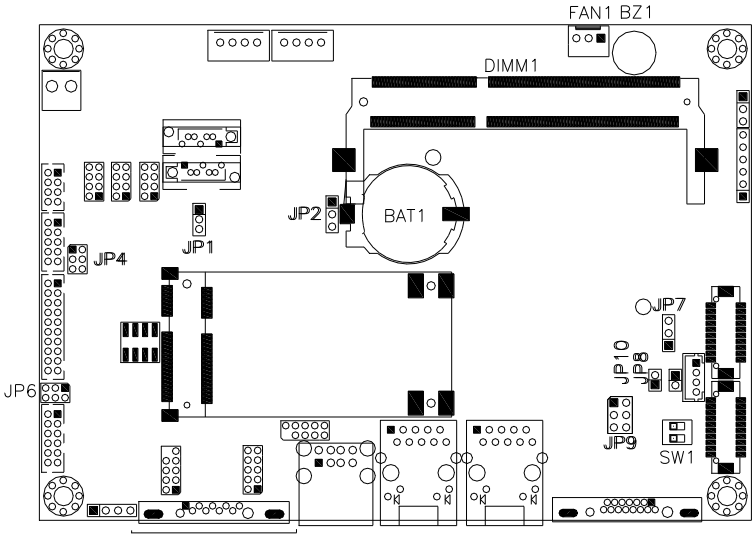 FAN1 BZ1
DIMM1
JP2
BAT1
JP1
JP4
JP7
JP10
JP8
JP6
JP9
SW1
K
K
K
K